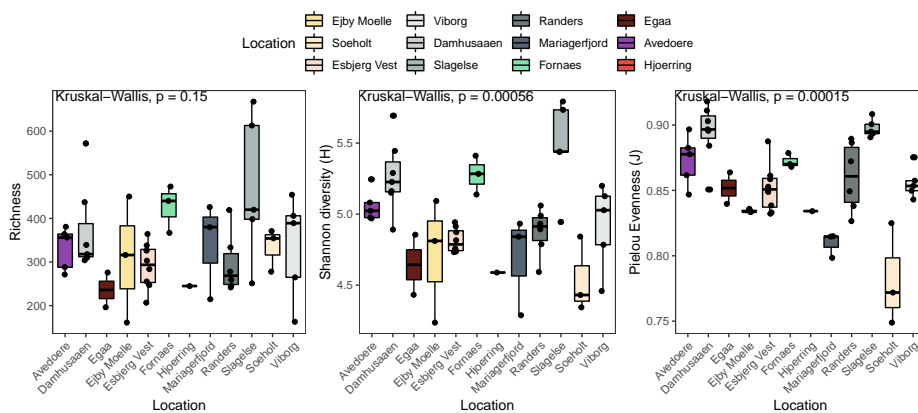 Location
Ejby Moelle
Soeholt
Esbjerg Vest
Viborg
Damhusaaen
Slagelse
Randers
Mariagerfjord
Fornaes
Egaa
Avedoere
Hjoerring
Kruskal−Wallis, p = 0.15
Richness
600
500
400
300
200
Avedoere
Damhusaaen
Egaa
Ejby Moelle
Esbjerg Vest
Fornaes
Hjoerring
Mariagerfjord
Randers
Slagelse
Soeholt
Viborg
Location
Kruskal−Wallis, p = 0.00056
Shannon diversity (H)
5.5
5.0
4.5
Avedoere
Damhusaaen
Egaa
Ejby Moelle
Esbjerg Vest
Fornaes
Hjoerring
Mariagerfjord
Randers
Slagelse
Soeholt
Viborg
Location
Kruskal−Wallis, p = 0.00015
Pielou Evenness (J)
0.90
0.85
0.80
0.75
Avedoere
Damhusaaen
Egaa
Ejby Moelle
Esbjerg Vest
Fornaes
Hjoerring
Mariagerfjord
Randers
Slagelse
Soeholt
Viborg
Location